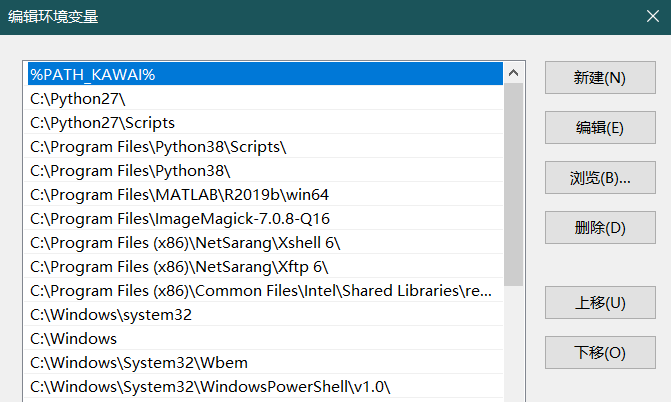 编辑环境变量
%PATH_KAWAI%
C:\Python27\
C:\Python27\Scripts
C:\Program Files\Python38\Scripts\
C:\Program Files\Python38\
C:\Program Files\MATLAB\R2019b\win64
C:\Program Files\ImageMagick-7.0.8-Q16
C:\Program Files (x86)\NetSarang\Xshell 6\
C:\Program Files (x86)\NetSarang\Xftp 6\
C:\Program Files (x86)\Common Files\Intel\Shared Libraries\re...
C:\Windows\system32
C:\Windows
C:\Windows\System32\Wbem
C:\Windows\System32\WindowsPowerShell\v1.0\
新建(N)
编辑(E)
浏览(B)...
删除(D)
上移(U)
下移(O)